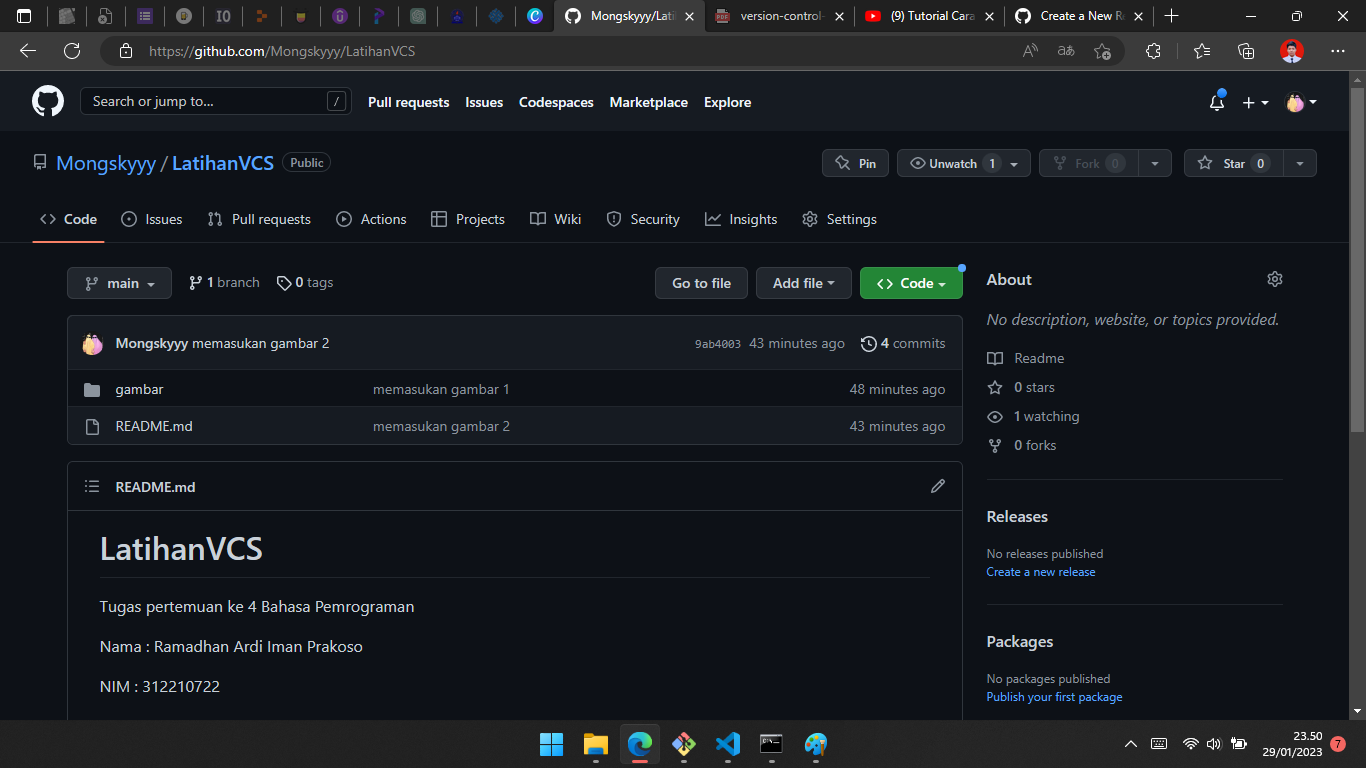 Mongskyyy/Lati
version-control-
(9) Tutorial Cara
Create a New Re
https://github.com/Mongskyyy/LatihanVCS
Search or jump to... /
Pull requests Issues Codespaces Marketplace Explore
Mongskyyy / LatihanVCS Public
Pin Unwatch 1 Fork 0 Star 0
Code Issues Pull requests Actions Projects Wiki Security Insights Settings
main 1 branch 0 tags Go to file Add file Code
Mongskyyy memasukan gambar 2 9ab4003 43 minutes ago 4 commits
gambar memasukan gambar 1 48 minutes ago
README.md memasukan gambar 2 43 minutes ago
README.md
LatihanVCS
Tugas pertemuan ke 4 Bahasa Pemrograman
Nama : Ramadhan Ardi Iman Prakoso
NIM : 312210722
About
No description, website, or topics provided.
Readme
0 stars
1 watching
0 forks
Releases
No releases published
Create a new release
Packages
No packages published
Publish your first package
23.50
29/01/2023
7